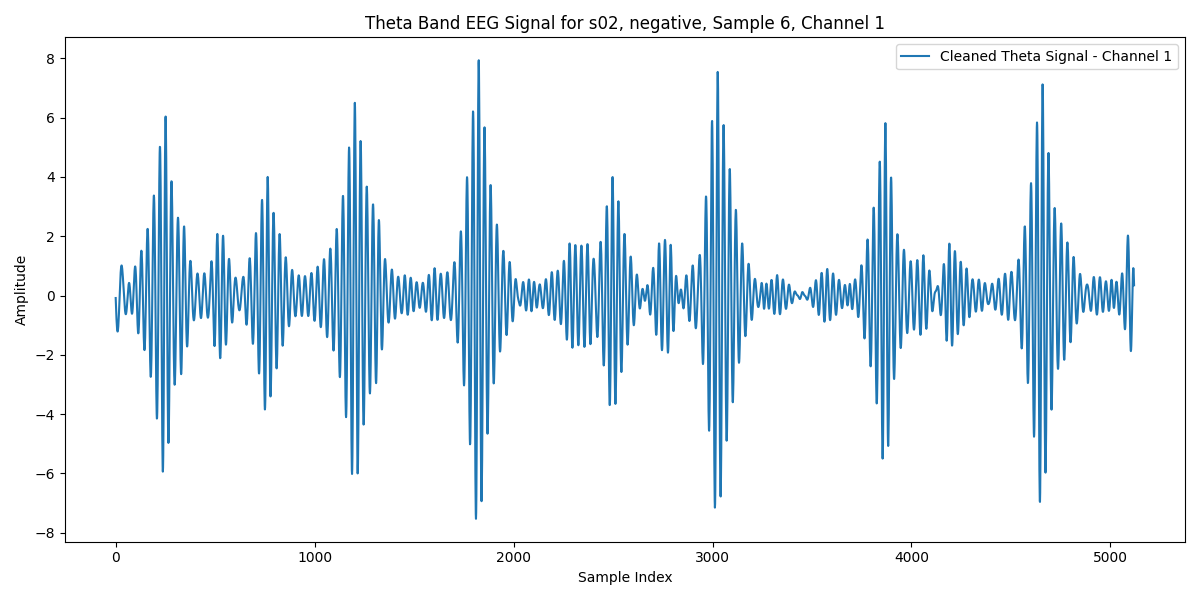 Theta Band EEG Signal for s02, negative, Sample 6, Channel 1
Cleaned Theta Signal - Channel 1
Amplitude
8
6
4
2
0
−2
−4
−6
−8
0 1000 2000 3000 4000 5000
Sample Index